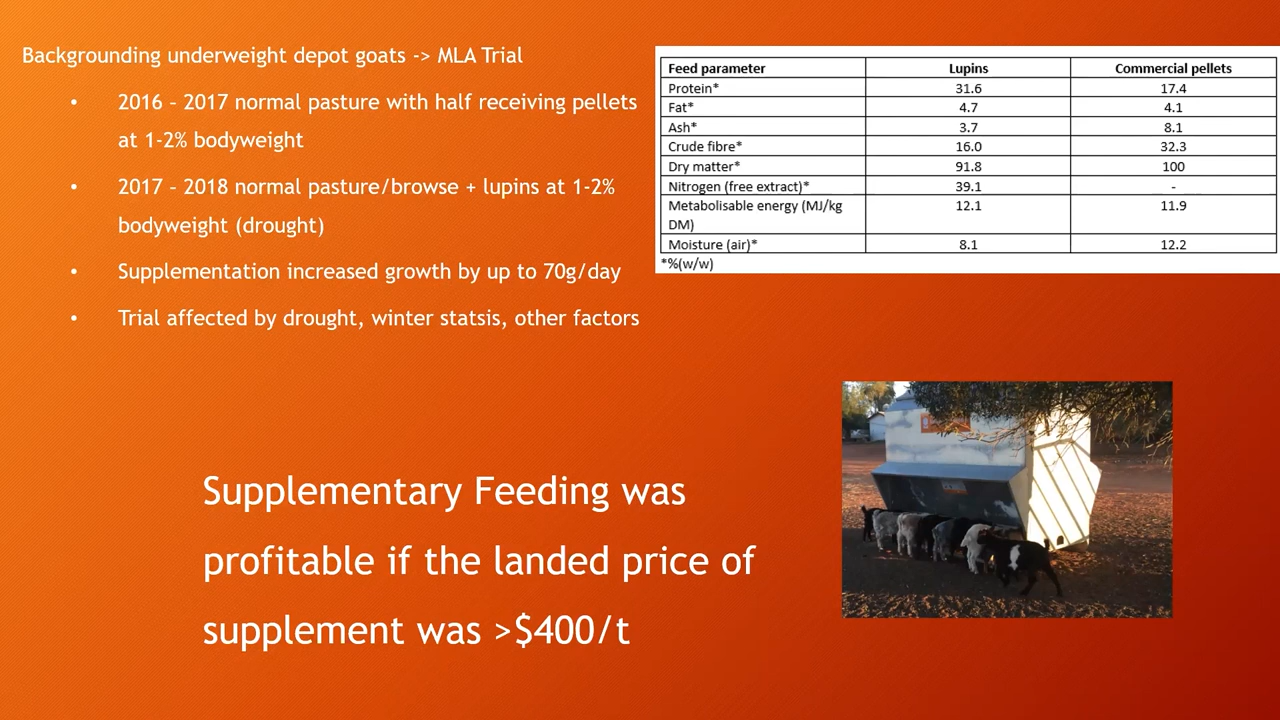 Backgrounding underweight depot goats -> MLA Trial
• 2016 – 2017 normal pasture with half receiving pellets
at 1-2% bodyweight
• 2017 – 2018 normal pasture/browse + lupins at 1-2%
bodyweight (drought)
• Supplementation increased growth by up to 70g/day
• Trial affected by drought, winter statsis, other factors
Feed parameter Lupins Commercial pellets
Protein* 31.6 17.4
Fat* 4.7 4.1
Ash* 3.7 8.1
Crude fibre* 16.0 32.3
Dry matter* 91.8 100
Nitrogen (free extract)* 39.1 -
Metabolisable energy (MJ/kg 12.1 11.9
DM)
Moisture (air)* 8.1 12.2
*%(w/w)
Supplementary Feeding was
profitable if the landed price of
supplement was >$400/t